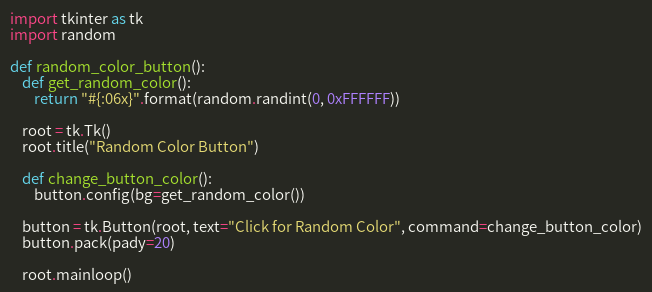 import tkinter as tk
import random

def random_color_button():
    def get_random_color():
        return "#{:06x}".format(random.randint(0, 0xFFFFFF))

    root = tk.Tk()
    root.title("Random Color Button")

    def change_button_color():
        button.config(bg=get_random_color())

    button = tk.Button(root, text="Click for Random Color", command=change_button_color)
    button.pack(pady=20)

    root.mainloop()